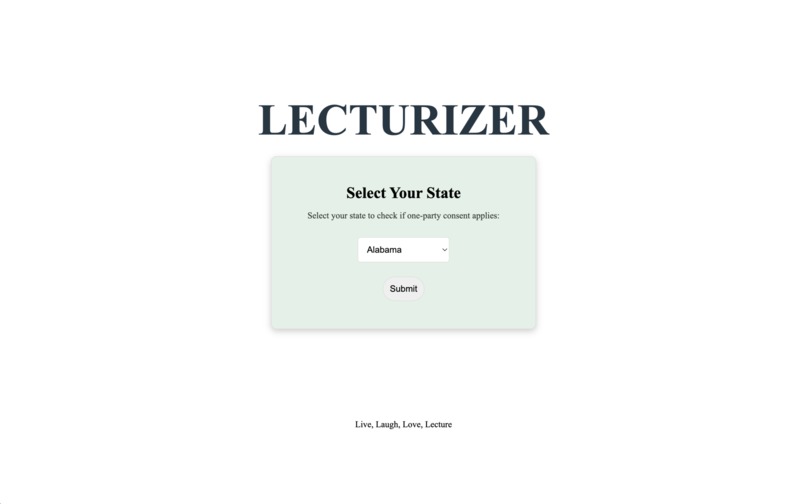 LECTURIZER
Select Your State
Select your state to check if one-party consent applies:
Alabama
Submit
Live, Laugh, Love, Lecture